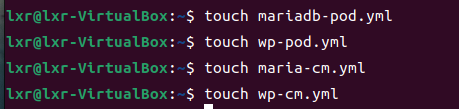 lxr@lxr-VirtualBox:~$ touch mariadb-pod.yml
lxr@lxr-VirtualBox:~$ touch wp-pod.yml
lxr@lxr-VirtualBox:~$ touch maria-cm.yml
lxr@lxr-VirtualBox:~$ touch wp-cm.yml